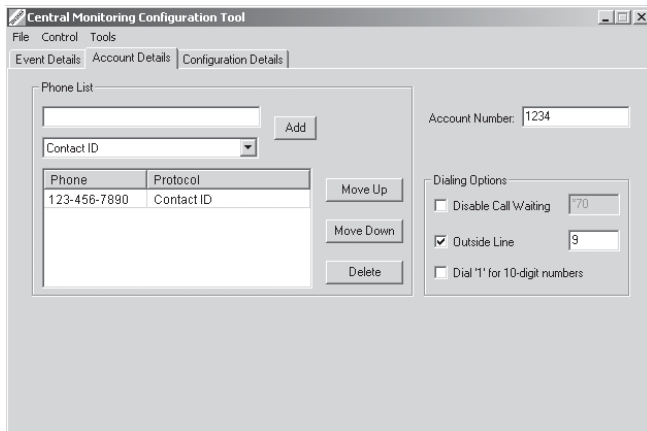 Central Monitoring Configuration Tool
File Control Tools
Event Details Account Details Configuration Details
Phone List
Add
Contact ID
Phone Protocol
123-456-7890 Contact ID
Move Up
Move Down
Delete
Account Number: 1234
Dialing Options
Disable Call Waiting *70
Outside Line 9
Dial '1' for 10-digit numbers